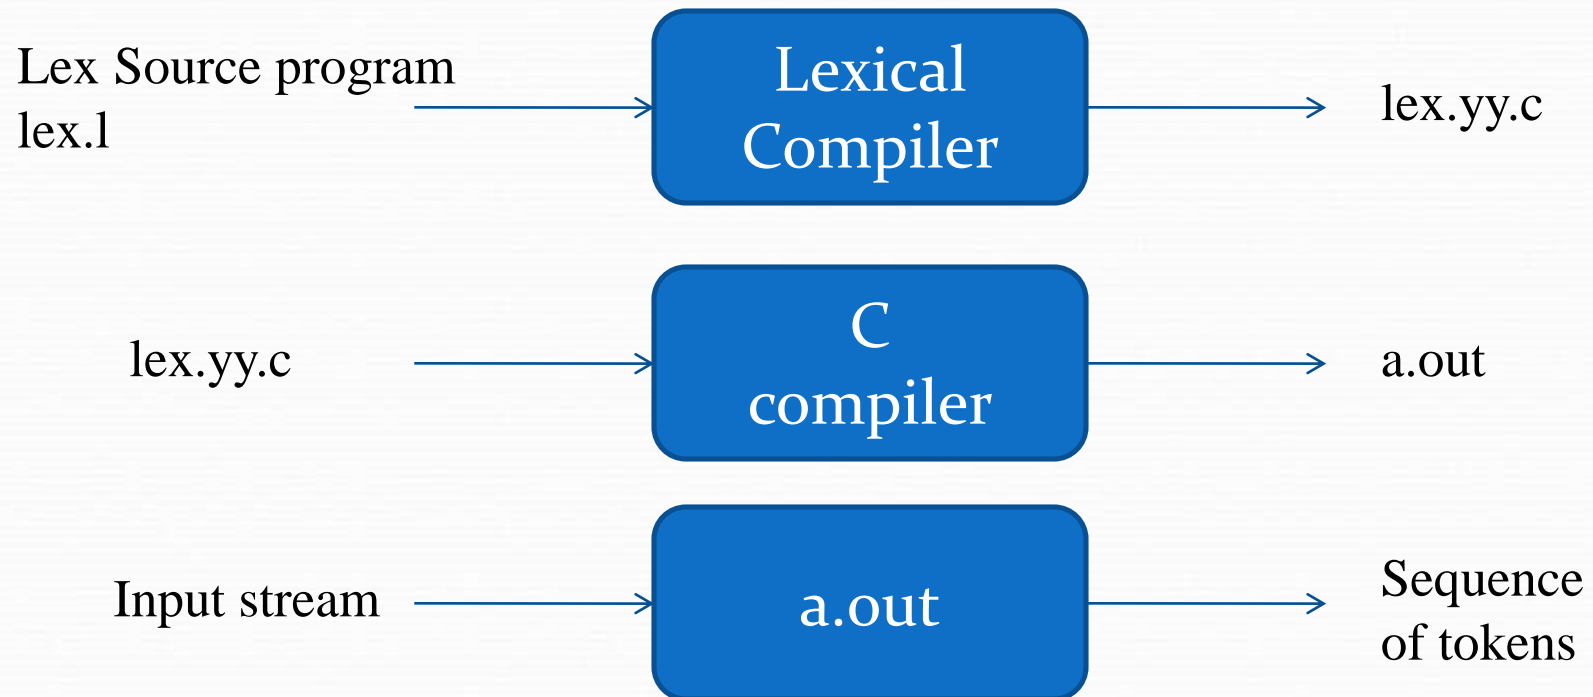 Lex Source program
lex.l
Lexical
Compiler
lex.yy.c
lex.yy.c
C
compiler
a.out
Input stream
a.out
Sequence
of tokens